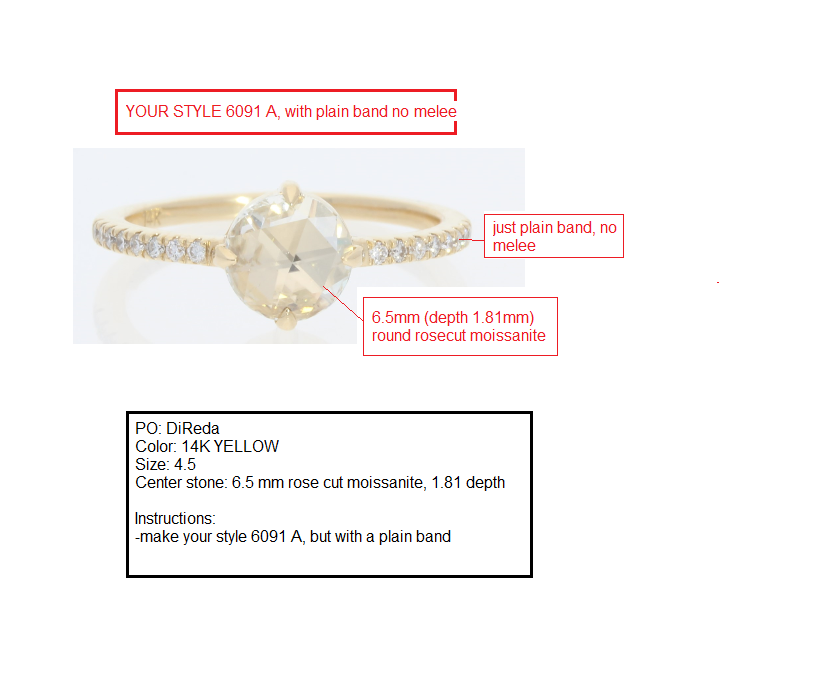 YOUR STYLE 6091 A, with plain band no melee
just plain band, no
melee
6.5mm (depth 1.81mm)
round rosecut moissanite
PO: DiReda
Color: 14K YELLOW
Size: 4.5
Center stone: 6.5 mm rose cut moissanite, 1.81 depth
Instructions:
-make your style 6091 A, but with a plain band